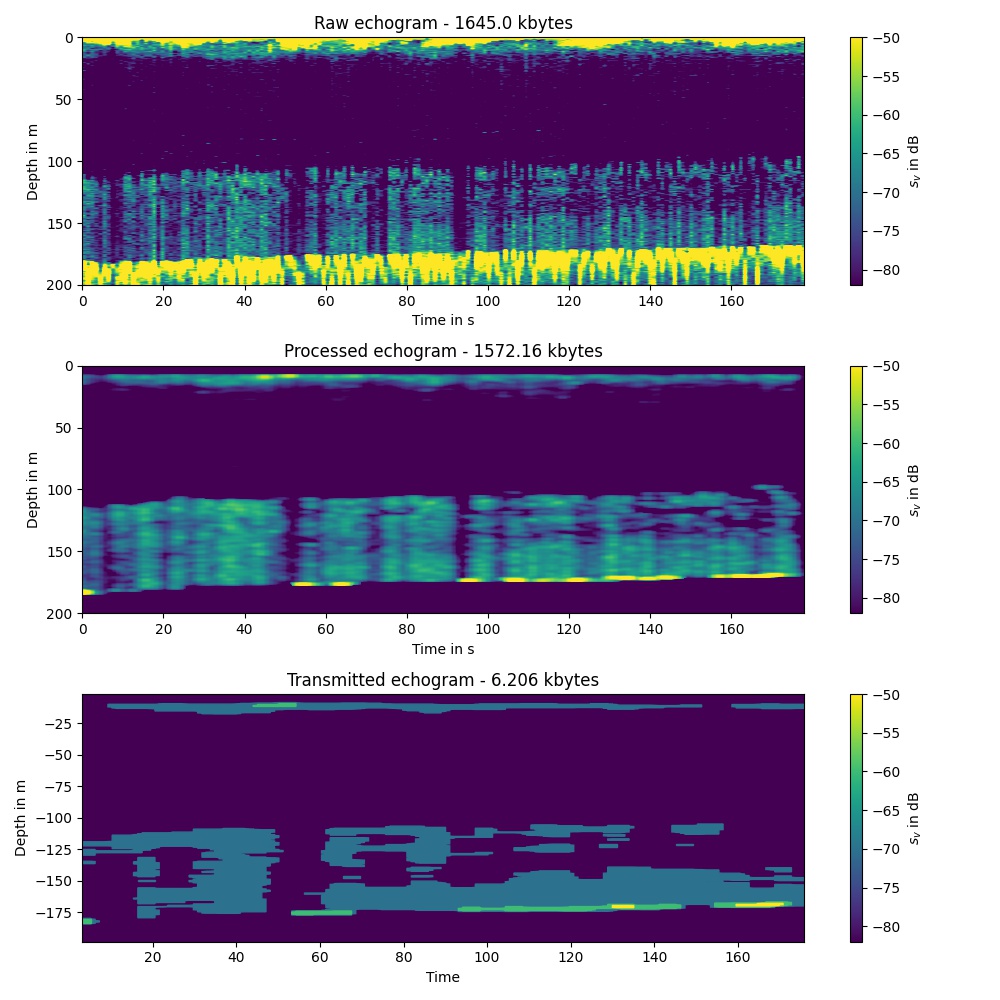 Raw echogram - 1645.0 kbytes
0
50
100
150
200
Depth in m
0 20 40 60 80 100 120 140 160
Time in s
−50
−55
−60
−65
−70
−75
−80
sv in dB
Processed echogram - 1572.16 kbytes
0
50
100
150
200
Depth in m
0 20 40 60 80 100 120 140 160
Time in s
−50
−55
−60
−65
−70
−75
−80
sv in dB
Transmitted echogram - 6.206 kbytes
−25
−50
−75
−100
−125
−150
−175
Depth in m
20 40 60 80 100 120 140 160
Time
−50
−55
−60
−65
−70
−75
−80
sv in dB